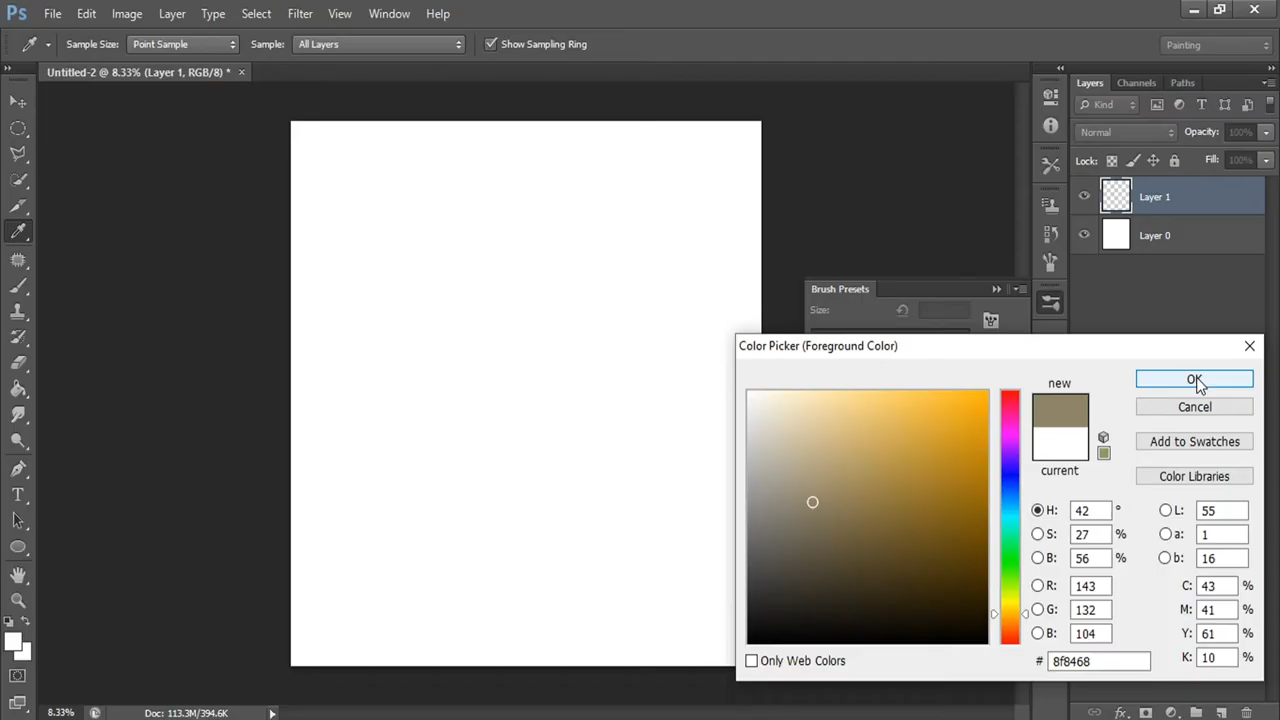 Ps File Edit Image Layer Type Select Filter View Window Help
Sample Size: Point Sample Sample: All Layers Show Sampling Ring Painting
Untitled-2 @ 8.33% (Layer 1, RGB/8) * ×
Layers Channels Paths
Kind
Normal Opacity: 100%
Lock: Fill: 100%
Layer 1
Layer 0
Brush Presets
Size:
Color Picker (Foreground Color)
new
current
OK
Cancel
Add to Swatches
Color Libraries
H: 42 ° L: 55
S: 27 % a: 1
B: 56 % b: 16
R: 143 C: 43 %
G: 132 M: 41 %
B: 104 Y: 61 %
# 8f8468 K: 10 %
Only Web Colors
8.33% Doc: 113.3M/394.6K